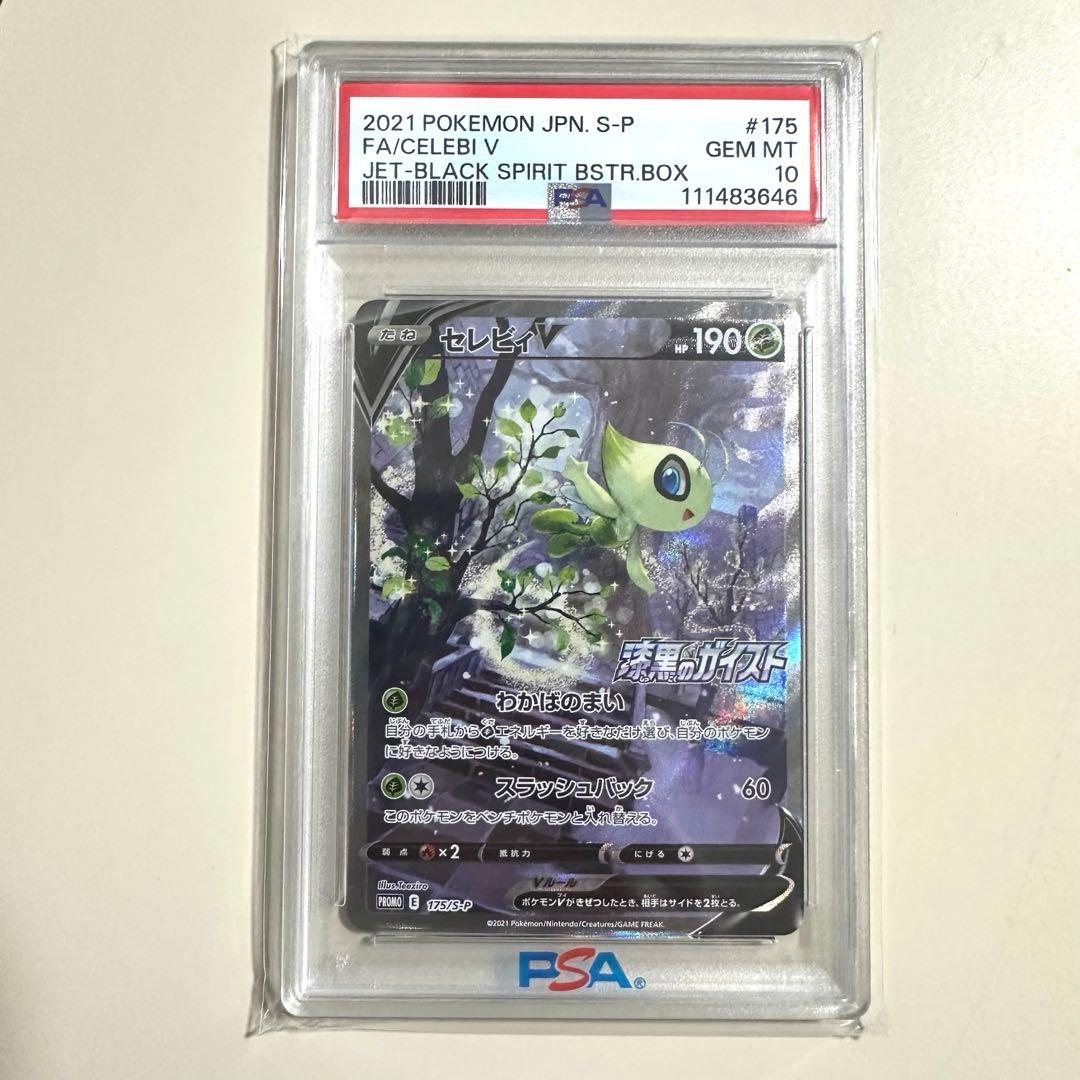 2021 POKEMON JPN. S-P #175
FA/CELEBI V GEM MT
JET-BLACK SPIRIT BSTR.BOX 10
PSA 111483646
たね セレビィV HP 190
漆黒のガイスト
わかばのまい
自分の手札からエネルギーを好きなだけ選び、自分のポケモン
に好きなようにつける。
スラッシュバック 60
このポケモンをベンチポケモンと入れ替える。
弱点 ×2 抵抗力 にげる
Vルール
ポケモンVがきぜつしたとき、相手はサイドを2枚とる。
Illus.Teeziro
PROMO E 175/S-P
©2021 Pokémon/Nintendo/Creatures/GAME FREAK.
PSA®